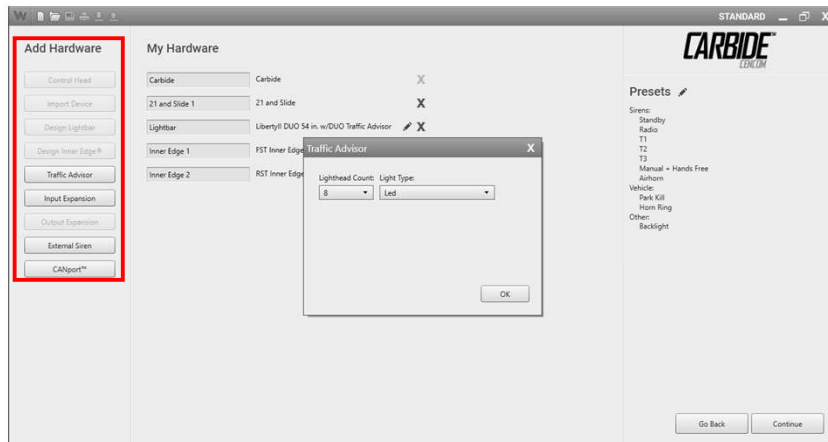 W
STANDARD
X
Add Hardware
Control Head
Import Device
Design Lightbar
Design Inner Edge®
Traffic Advisor
Input Expansion
Output Expansion
External Siren
CANport™
My Hardware
Carbide Carbide X
21 and Slide 1 21 and Slide X
Lightbar LibertyII DUO 54 in. w/DUO Traffic Advisor X
Inner Edge 1 FST Inner Edge
Inner Edge 2 RST Inner Edge
Traffic Advisor X
Lighthead Count: Light Type:
8 Led
OK
CARBIDE™
CENCOM
Presets
Sirens:
Standby
Radio
T1
T2
T3
Manual + Hands Free
Airhorn
Vehicle:
Park Kill
Horn Ring
Other:
Backlight
Go Back Continue